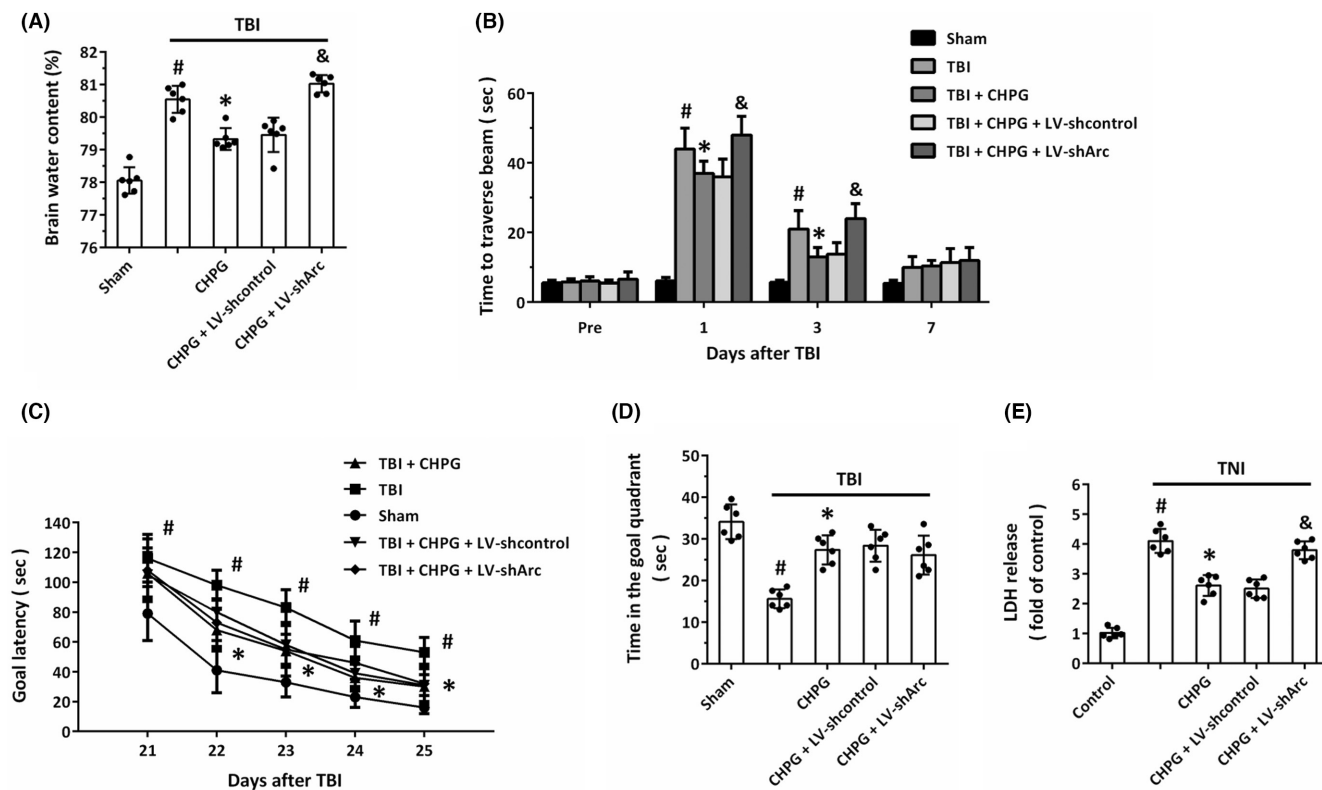 (A)
TBI
Brain water content (%)
82
81
80
79
78
77
76
#
*
&
Sham
CHPG
CHPG + LV-shcontrol
CHPG + LV-shArc
(B)
Sham
TBI
TBI + CHPG
TBI + CHPG + LV-shcontrol
TBI + CHPG + LV-shArc
Time to traverse beam ( sec )
60
40
20
0
#
*
&
#
*
&
Pre
1
3
7
Days after TBI
(C)
TBI + CHPG
TBI
Sham
TBI + CHPG + LV-shcontrol
TBI + CHPG + LV-shArc
Goal latency ( sec )
140
120
100
80
60
40
20
0
#
#
#
#
#
*
*
*
*
21
22
23
24
25
Days after TBI
(D)
TBI
Time in the goal quadrant
( sec )
50
40
30
20
10
0
#
*
Sham
CHPG
CHPG + LV-shcontrol
CHPG + LV-shArc
(E)
TNI
LDH release
( fold of control )
6
5
4
3
2
1
0
#
*
&
Control
CHPG
CHPG + LV-shcontrol
CHPG + LV-shArc